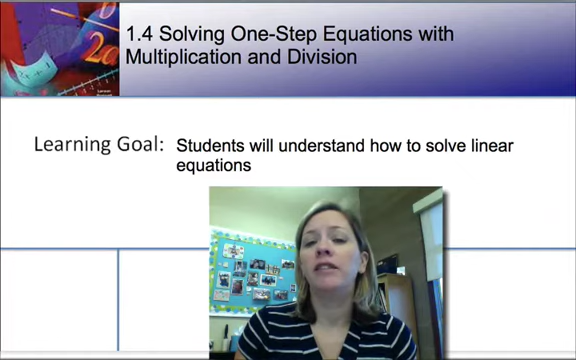 1.4 Solving One-Step Equations with
Multiplication and Division
Learning Goal: Students will understand how to solve linear
equations